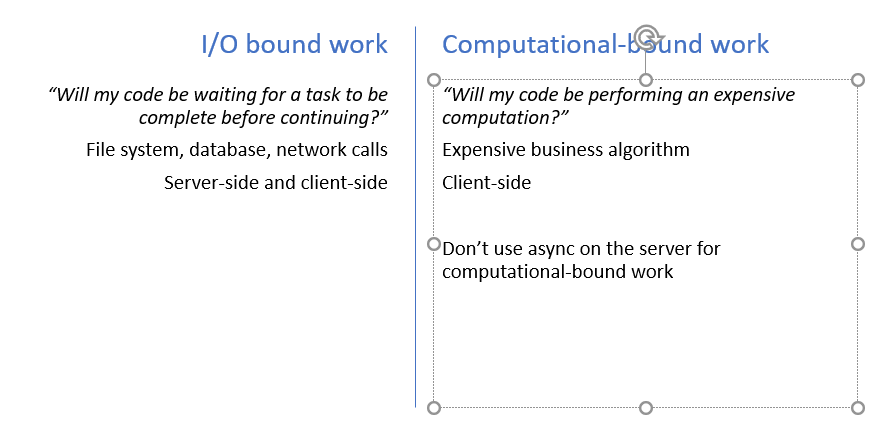 I/O bound work
“Will my code be waiting for a task to be
complete before continuing?”
File system, database, network calls
Server-side and client-side
Computational-bound work
“Will my code be performing an expensive
computation?”
Expensive business algorithm
Client-side
Don’t use async on the server for
computational-bound work